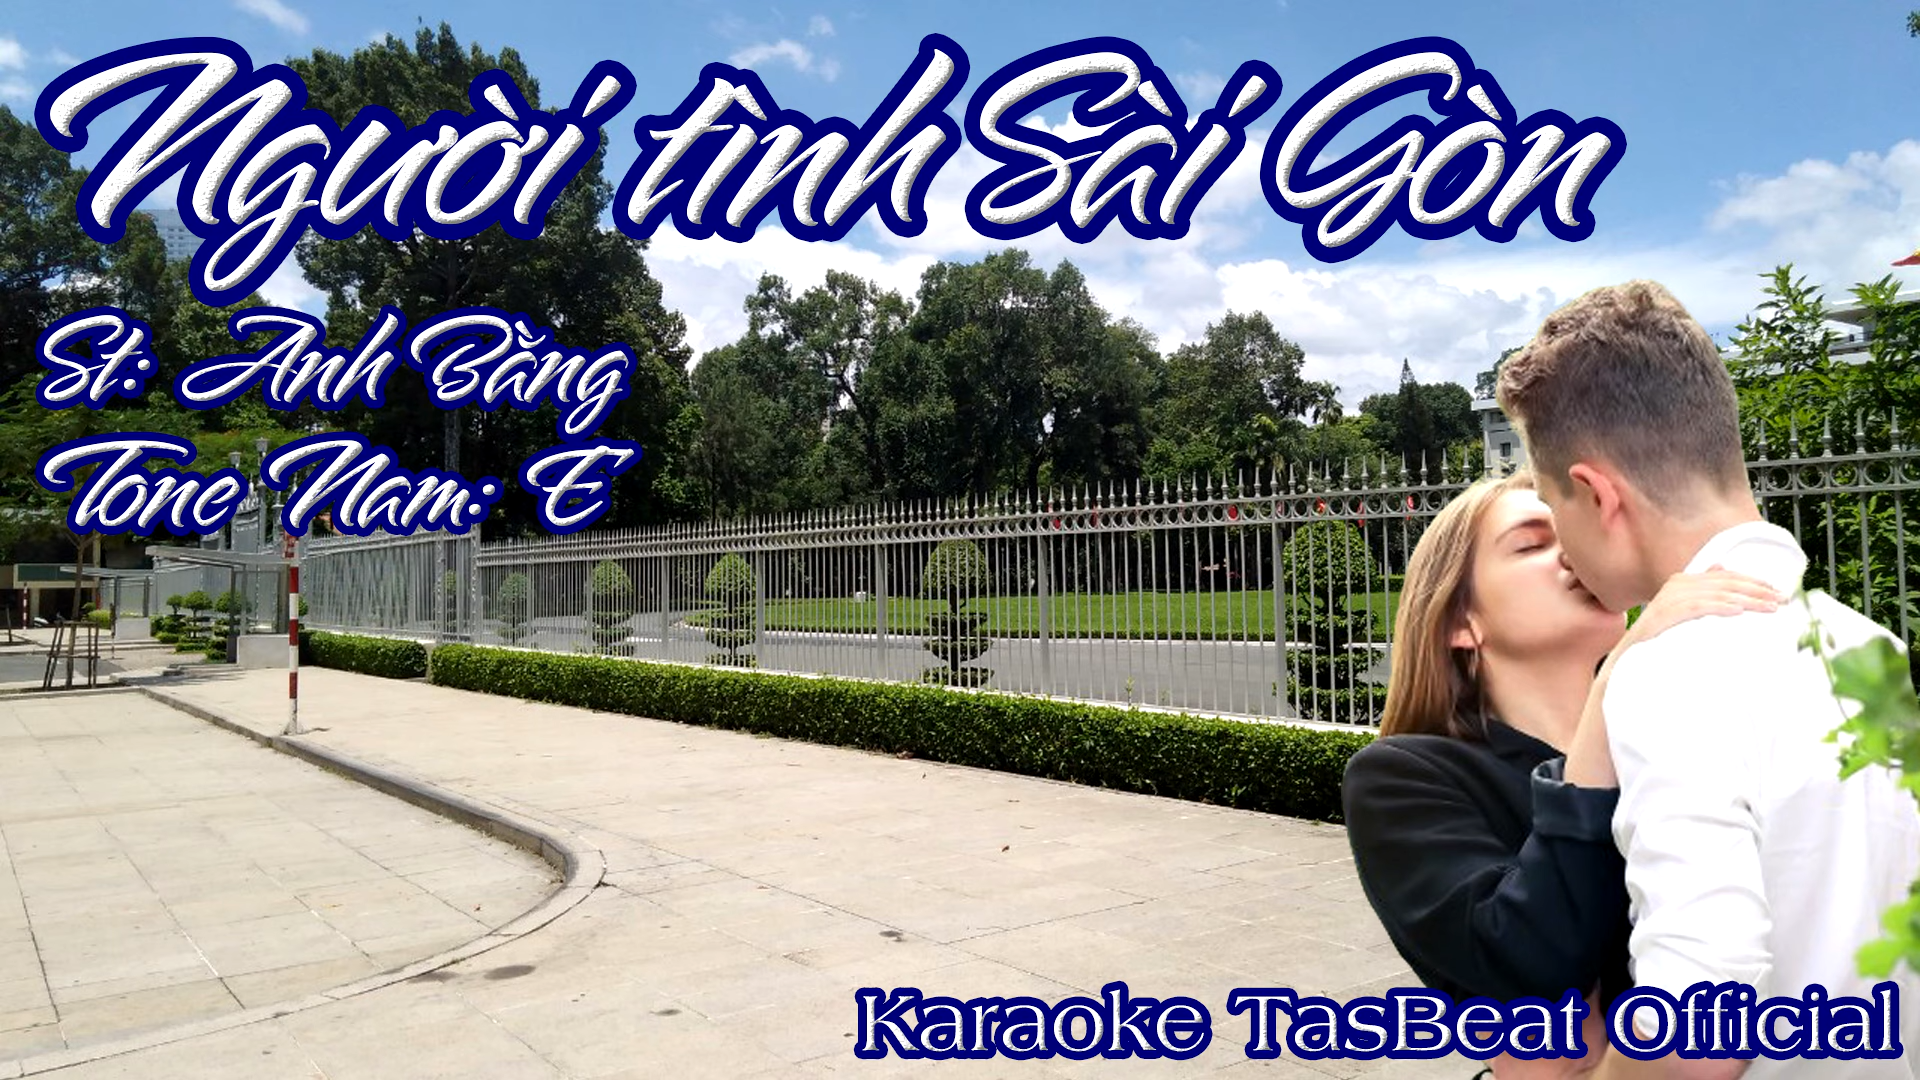 Người tình Sài Gòn
St: Anh Bằng
Tone Nam: E
Karaoke TasBeat Official